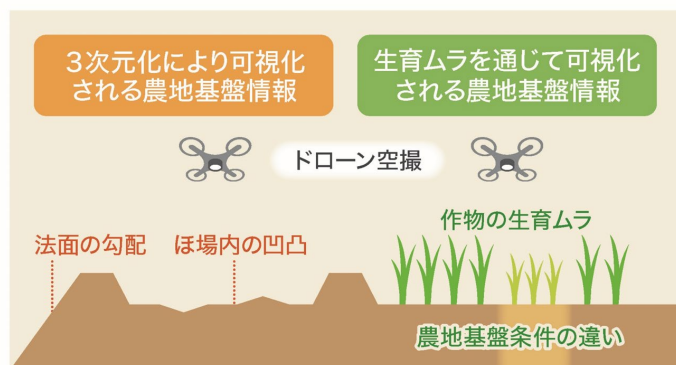 3次元化により可視化
される農地基盤情報
生育ムラを通じて可視化
される農地基盤情報
ドローン空撮
作物の生育ムラ
法面の勾配
ほ場内の凹凸
農地基盤条件の違い